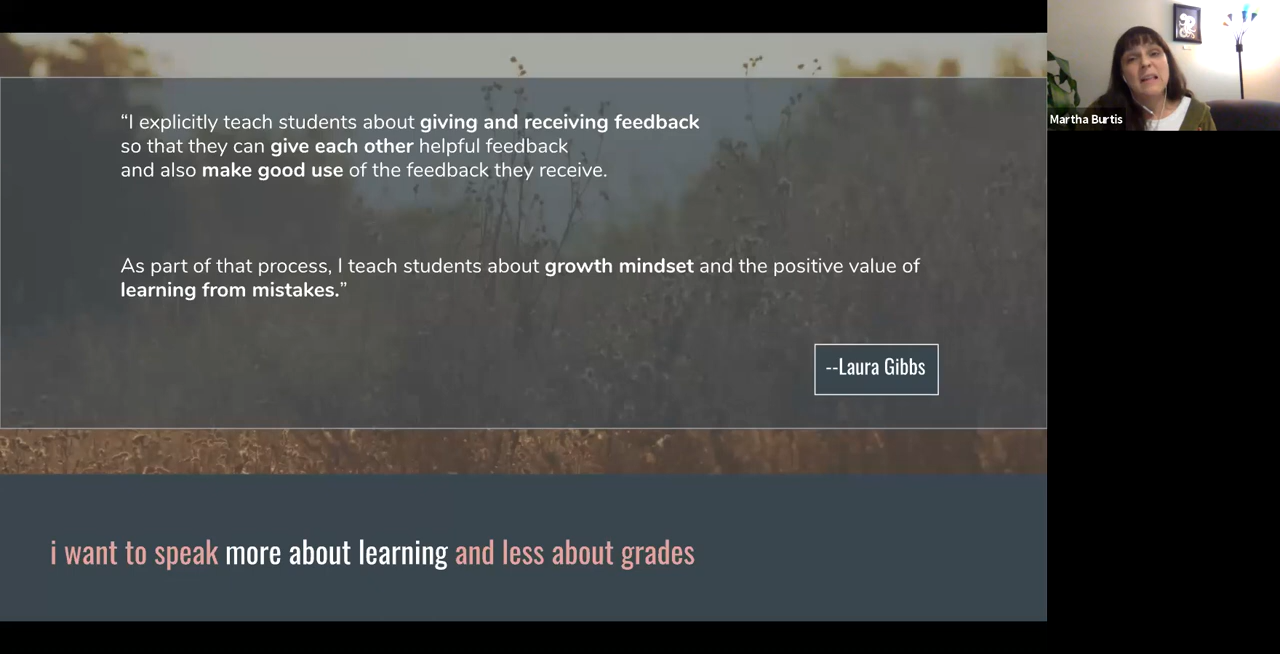 “I explicitly teach students about giving and receiving feedback
so that they can give each other helpful feedback
and also make good use of the feedback they receive.
As part of that process, I teach students about growth mindset and the positive value of
learning from mistakes.”
--Laura Gibbs
i want to speak more about learning and less about grades
Martha Burtis